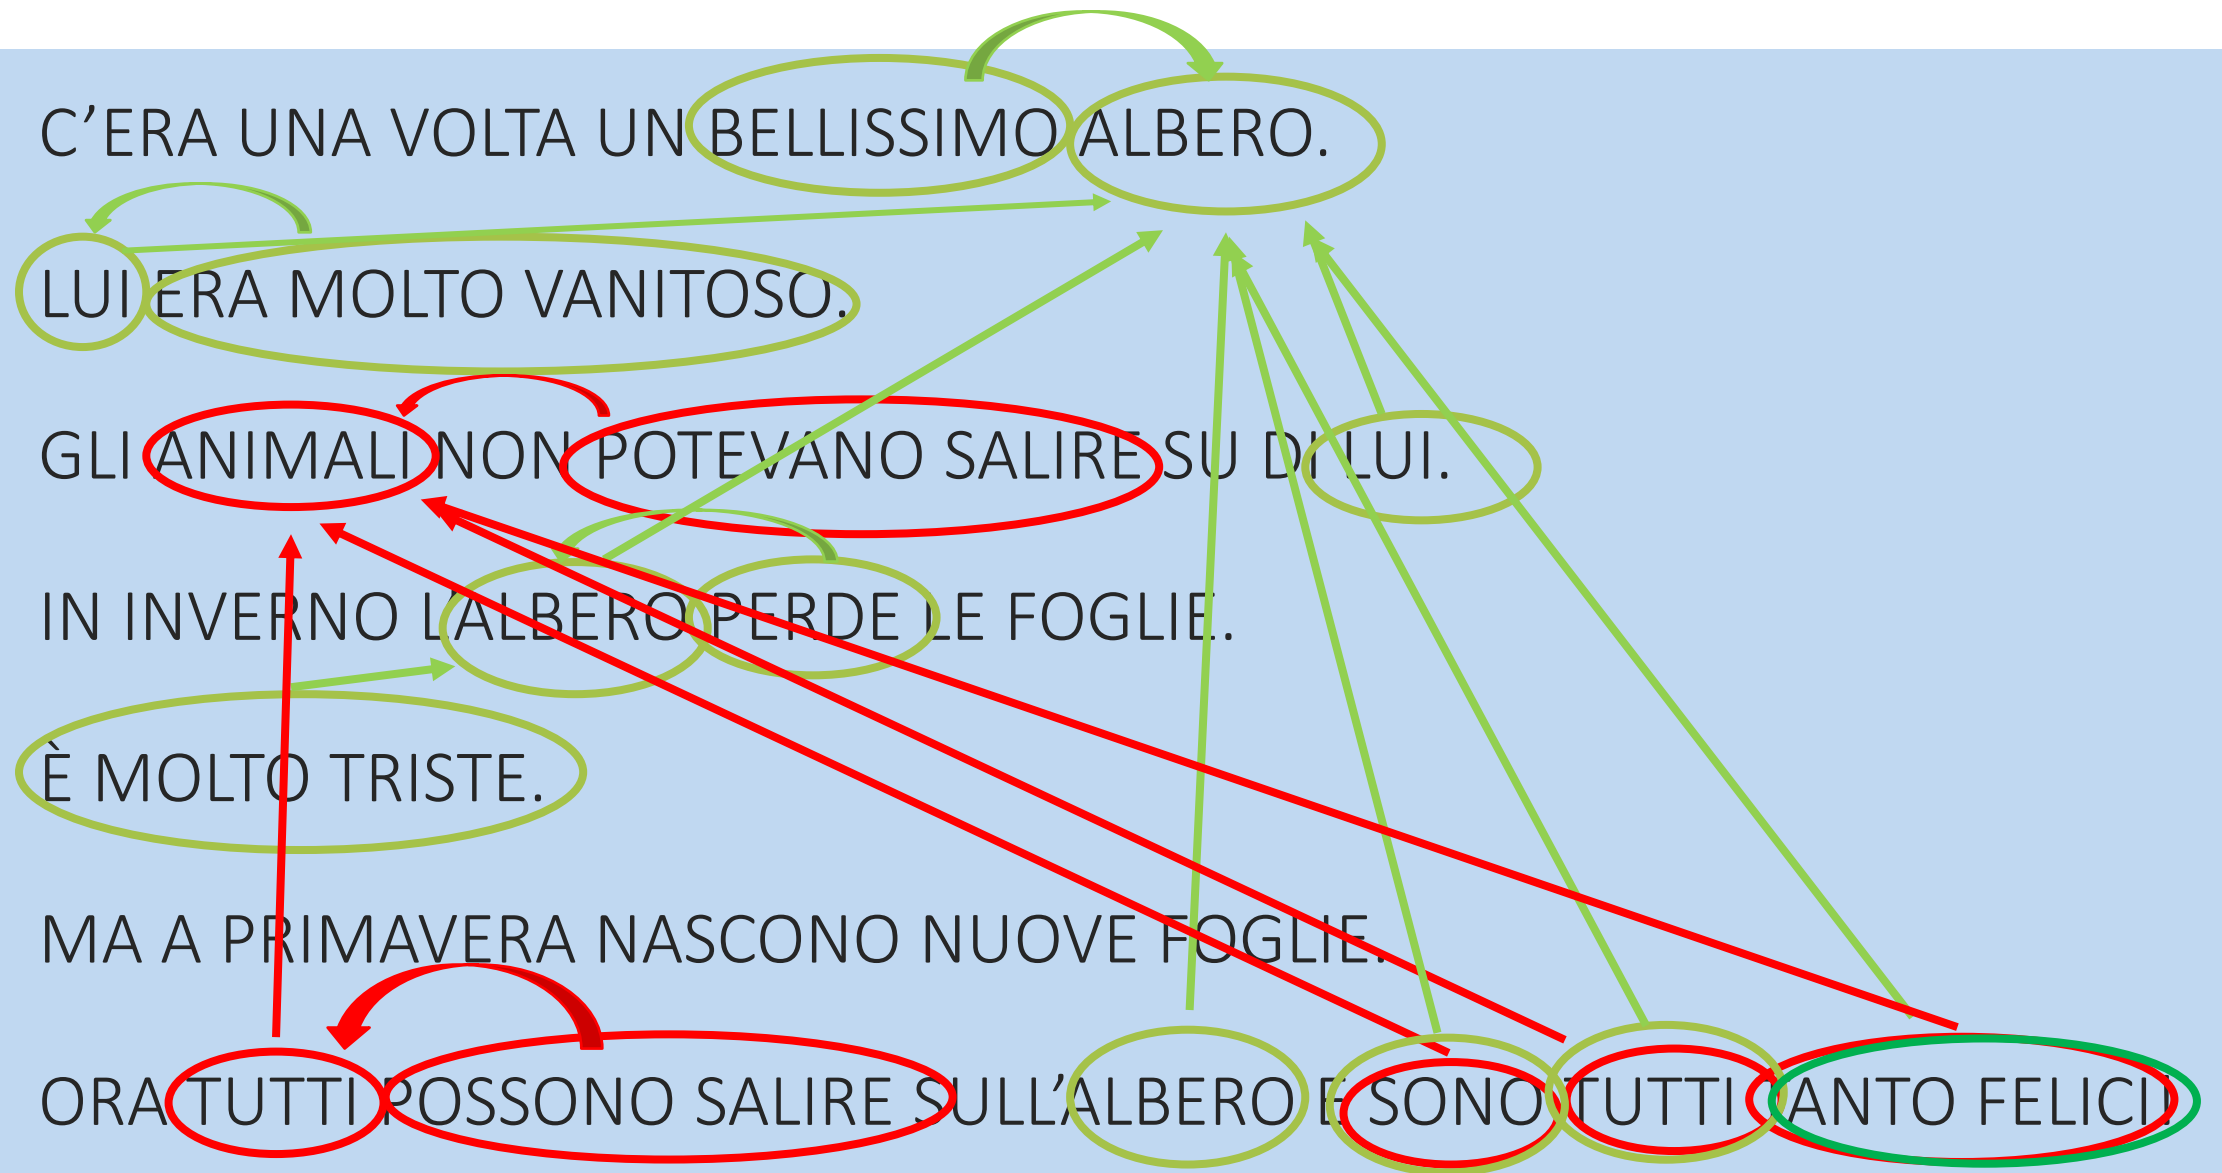 C’ERA UNA VOLTA UN BELLISSIMO ALBERO.
LUI ERA MOLTO VANITOSO.
GLI ANIMALI NON POTEVANO SALIRE SU DI LUI.
IN INVERNO L’ALBERO PERDE LE FOGLIE.
È MOLTO TRISTE.
MA A PRIMAVERA NASCONO NUOVE FOGLIE.
ORA TUTTI POSSONO SALIRE SULL’ALBERO E SONO TUTTI TANTO FELICI!